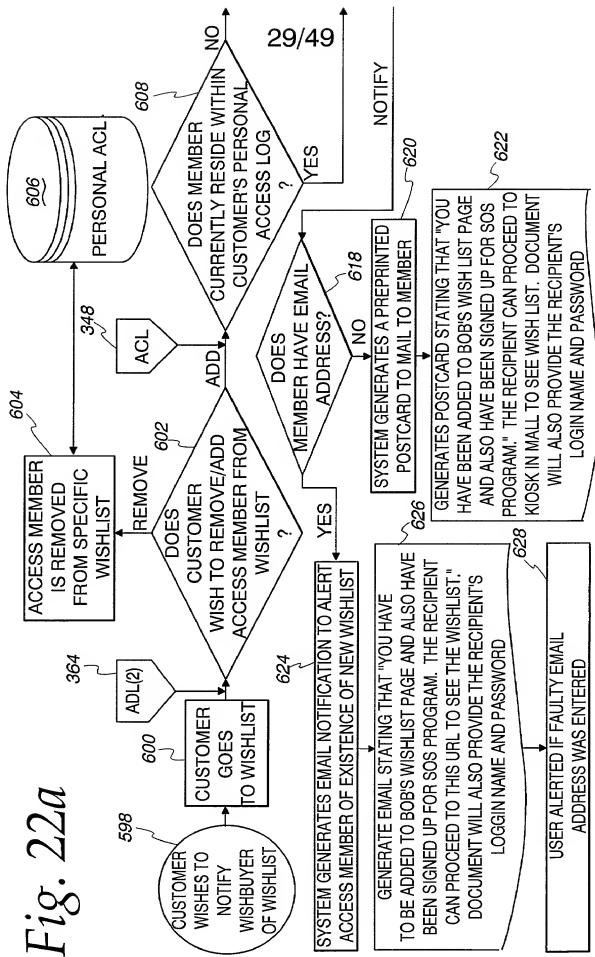 29/49
Fig. 22a
598
CUSTOMER
WISHES TO
NOTIFY
WISHBUYER
OF WISHLIST
600
CUSTOMER
GOES
TO WISHLIST
364
ADL(2)
602
DOES
CUSTOMER
WISH TO REMOVE/ADD
ACCESS MEMBER FROM
WISHLIST
?
REMOVE
604
ACCESS MEMBER
IS REMOVED
FROM SPECIFIC
WISHLIST
606
PERSONAL ACL
ADD
348
ACL
608
DOES MEMBER
CURRENTLY RESIDE WITHIN
CUSTOMER'S PERSONAL
ACCESS LOG
?
NO
YES
NOTIFY
618
DOES
MEMBER HAVE EMAIL
ADDRESS?
NO
620
SYSTEM GENERATES A PREPRINTED
POSTCARD TO MAIL TO MEMBER
622
GENERATES POSTCARD STATING THAT "YOU
HAVE BEEN ADDED TO BOB'S WISH LIST PAGE
AND ALSO HAVE BEEN SIGNED UP FOR SOS
PROGRAM." THE RECIPIENT CAN PROCEED TO
KIOSK IN MALL TO SEE WISH LIST. DOCUMENT
WILL ALSO PROVIDE THE RECIPIENT'S
LOGIN NAME AND PASSWORD
YES
624
SYSTEM GENERATES EMAIL NOTIFICATION TO ALERT
ACCESS MEMBER OF EXISTENCE OF NEW WISHLIST
626
GENERATE EMAIL STATING THAT "YOU HAVE
TO BE ADDED TO BOB'S WISHLIST PAGE AND ALSO HAVE
BEEN SIGNED UP FOR SOS PROGRAM. THE RECIPIENT
CAN PROCEED TO THIS URL TO SEE THE WISHLIST."
DOCUMENT WILL ALSO PROVIDE THE RECIPIENT'S
LOGGIN NAME AND PASSWORD
628
USER ALERTED IF FAULTY EMAIL
ADDRESS WAS ENTERED